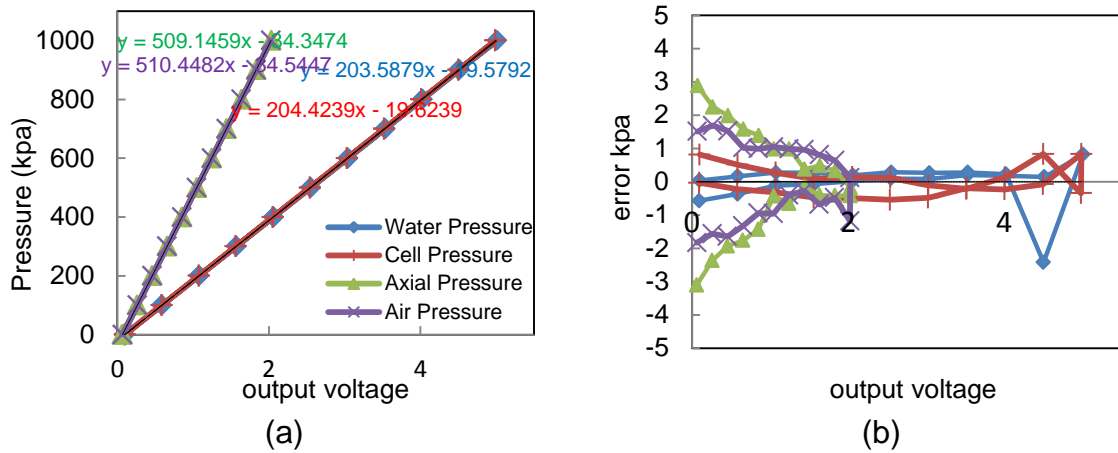 1000
800
600
400
200
0
Pressure (kpa)
y = 509.1459x - 34.3474
y = 510.4482x - 34.5447
y = 203.5879x - 19.5792
y = 204.4239x - 19.6239
Water Pressure
Cell Pressure
Axial Pressure
Air Pressure
0 2 4
output voltage
(a)
5
4
3
2
1
0
-1
-2
-3
-4
-5
error kpa
0 2 4
output voltage
(b)